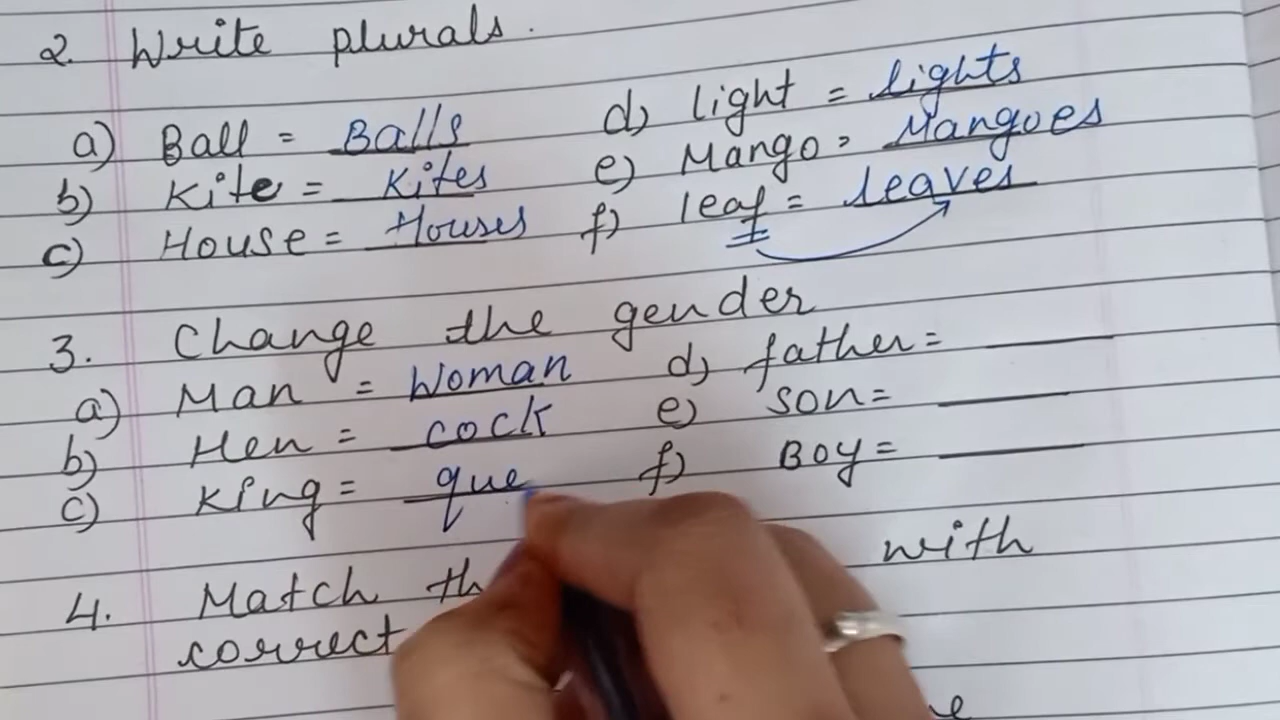 2. Write plurals.
a) Ball = Balls d) light = lights
b) Kite = Kites e) Mango = Mangoes
c) House = Houses f) leaf = leaves
3. Change the gender
a) Man = Woman d) father =
b) Hen = cock e) son =
c) King = que f) Boy =
4. Match th with
correct